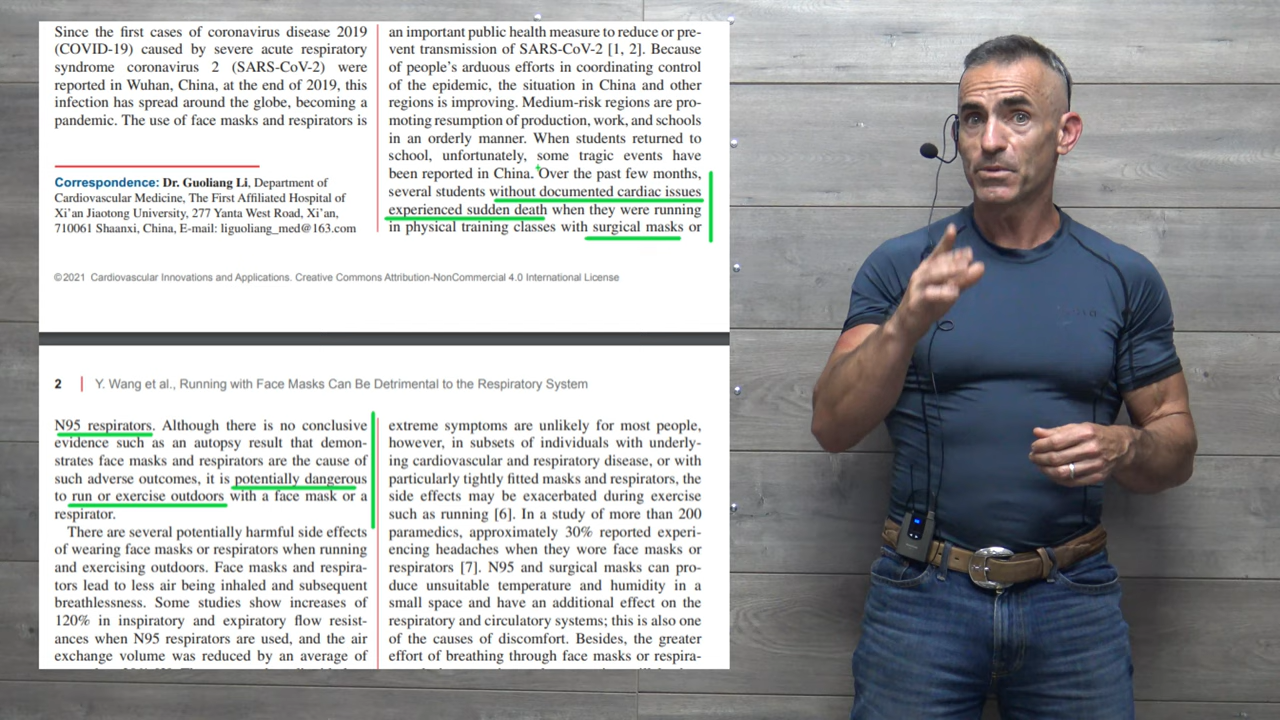 Since the first cases of coronavirus disease 2019
(COVID-19) caused by severe acute respiratory
syndrome coronavirus 2 (SARS-CoV-2) were
reported in Wuhan, China, at the end of 2019, this
infection has spread around the globe, becoming a
pandemic. The use of face masks and respirators is
Correspondence: Dr. Guoliang Li, Department of
Cardiovascular Medicine, The First Affiliated Hospital of
Xi'an Jiaotong University, 277 Yanta West Road, Xi'an,
710061 Shaanxi, China, E-mail: liguoliang_med@163.com
an important public health measure to reduce or pre-
vent transmission of SARS-CoV-2 [1, 2]. Because
of people's arduous efforts in coordinating control
of the epidemic, the situation in China and other
regions is improving. Medium-risk regions are pro-
moting resumption of production, work, and schools
in an orderly manner. When students returned to
school, unfortunately, some tragic events have
been reported in China. Over the past few months,
several students without documented cardiac issues
experienced sudden death when they were running
in physical training classes with surgical masks or
©2021 Cardiovascular Innovations and Applications. Creative Commons Attribution-NonCommercial 4.0 International License
2 Y. Wang et al., Running with Face Masks Can Be Detrimental to the Respiratory System
N95 respirators. Although there is no conclusive
evidence such as an autopsy result that demon-
strates face masks and respirators are the cause of
such adverse outcomes, it is potentially dangerous
to run or exercise outdoors with a face mask or a
respirator.
There are several potentially harmful side effects
of wearing face masks or respirators when running
and exercising outdoors. Face masks and respira-
tors lead to less air being inhaled and subsequent
breathlessness. Some studies show increases of
120% in inspiratory and expiratory flow resist-
ances when N95 respirators are used, and the air
exchange volume was reduced by an average of
extreme symptoms are unlikely for most people,
however, in subsets of individuals with underly-
ing cardiovascular and respiratory disease, or with
particularly tightly fitted masks and respirators, the
side effects may be exacerbated during exercise
such as running [6]. In a study of more than 200
paramedics, approximately 30% reported experi-
encing headaches when they wore face masks or
respirators [7]. N95 and surgical masks can pro-
duce unsuitable temperature and humidity in a
small space and have an additional effect on the
respiratory and circulatory systems; this is also one
of the causes of discomfort. Besides, the greater
effort of breathing through face masks or respira-